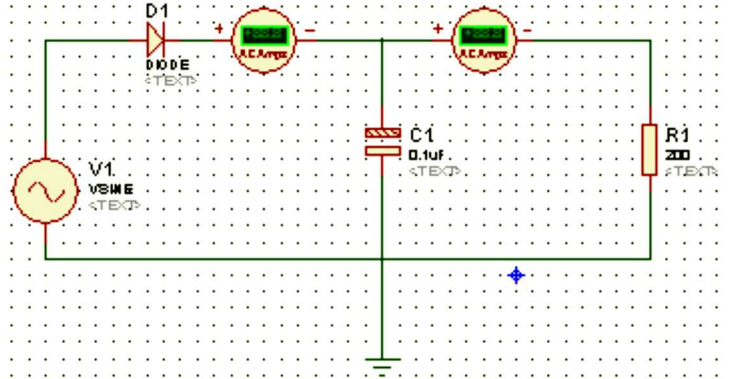 D1
+
-
+
-
AC Amps
AC Amps
DIODE
<TEXT>
C1
0.1uF
<TEXT>
R1
200
<TEXT>
V1
VSINE
<TEXT>